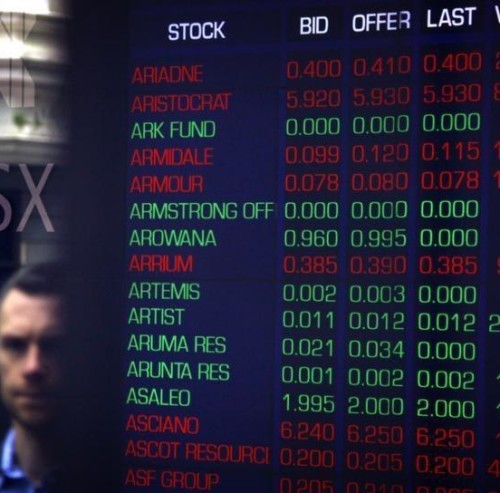 STOCK BID OFFER LAST
ARIADNE 0.400 0.410 0.400
ARISTOCRAT 5.920 5.930 5.930
ARK FUND 0.000 0.000 0.000
ARMIDALE 0.099 0.120 0.115
ARMOUR 0.078 0.080 0.078
ARMSTRONG OFF 0.000 0.000 0.000
AROWANA 0.960 0.995 0.000
ARRIUM 0.385 0.390 0.385
ARTEMIS 0.002 0.003 0.000
ARTIST 0.011 0.012 0.012
ARUMA RES 0.021 0.034 0.000
ARUNTA RES 0.001 0.002 0.002
ASALEO 1.995 2.000 2.000
ASCIANO 6.240 6.250 6.250
ASCOT RESOURC 0.200 0.205 0.200
ASF GROUP
SX